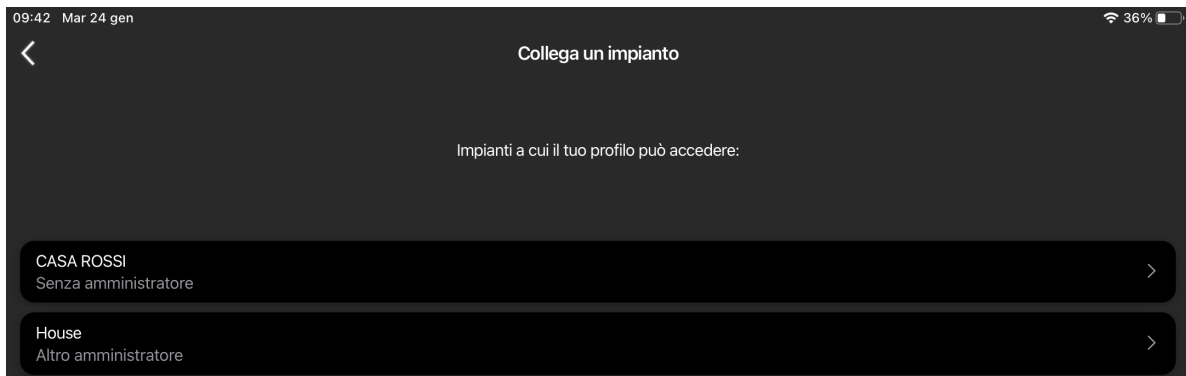 09:42 Mar 24 gen 36%
Collega un impianto
Impianti a cui il tuo profilo può accedere:
CASA ROSSI
Senza amministratore
House
Altro amministratore